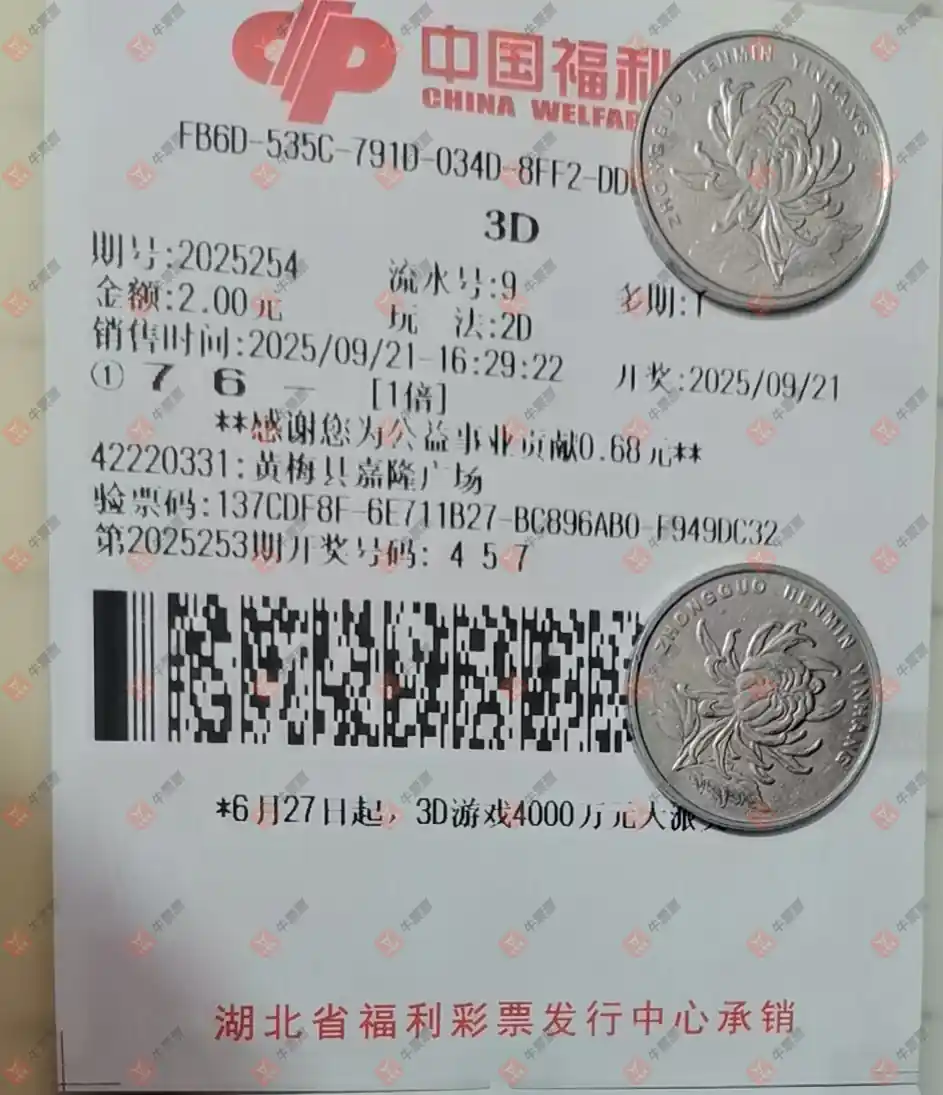 中国福利
CHINA WELFAR
FB6D-535C-791D-034D-8FF2-DD
3D
期号:2025254 流水号:9 多期:1
金额:2.00元 玩 法:2D
销售时间:2025/09/21-16:29:22 开奖:2025/09/21
① 7 6 — [1倍]
**感谢您为公益事业贡献0.68元**
42220331:黄梅县嘉隆广场
验票码:137CDF8F-6E711B27-BC896AB0-F949DC32
第2025253期开奖号码: 4 5 7
*6月27日起，3D游戏4000万元大派
湖北省福利彩票发行中心承销
ZHONGGUO RENMIN YINHANG
ZHONGGUO RENMIN YINHANG